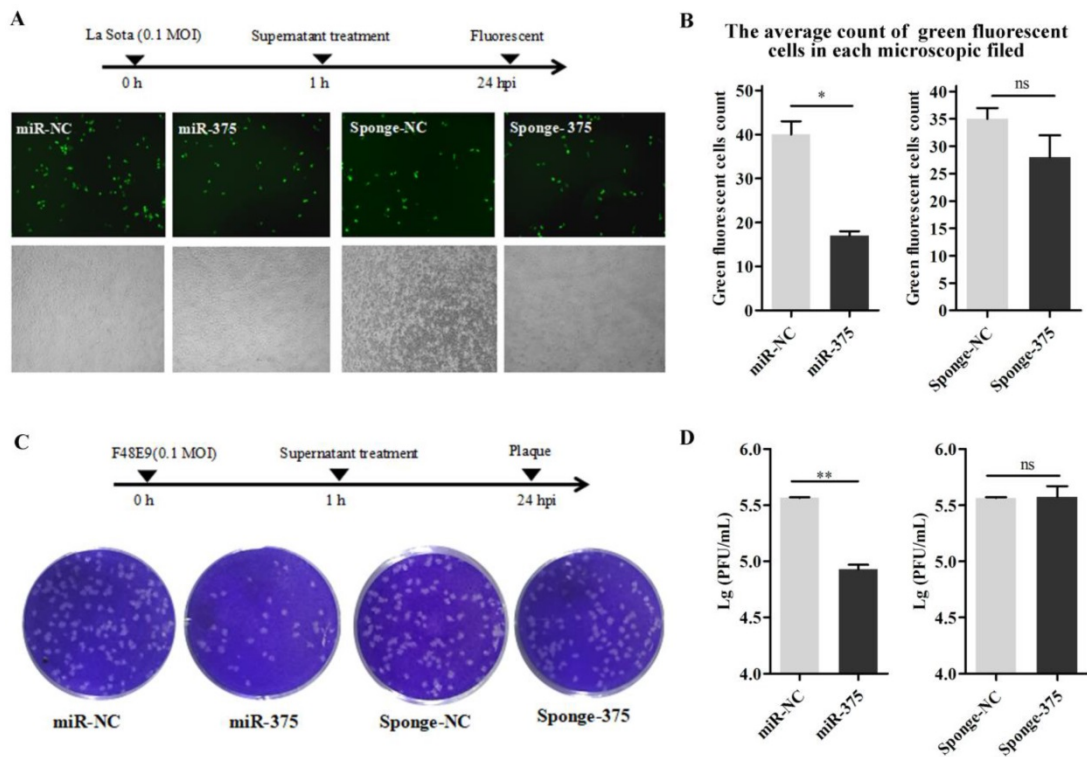 A
La Sota (0.1 MOI) Supernatant treatment Fluorescent
0 h 1 h 24 hpi
miR-NC miR-375 Sponge-NC Sponge-375
B
The average count of green fluorescent
cells in each microscopic filed
Green fluorescent cells count
50
40
30
20
10
0
*
miR-NC
miR-375
Green fluorescent cells count
40
35
30
25
20
15
10
5
0
ns
Sponge-NC
Sponge-375
C
F48E9(0.1 MOI) Supernatant treatment Plaque
0 h 1 h 24 hpi
miR-NC miR-375 Sponge-NC Sponge-375
D
Lg (PFU/mL)
6.0
5.5
5.0
4.5
4.0
**
miR-NC
miR-375
Lg (PFU/mL)
6.0
5.5
5.0
4.5
4.0
ns
Sponge-NC
Sponge-375